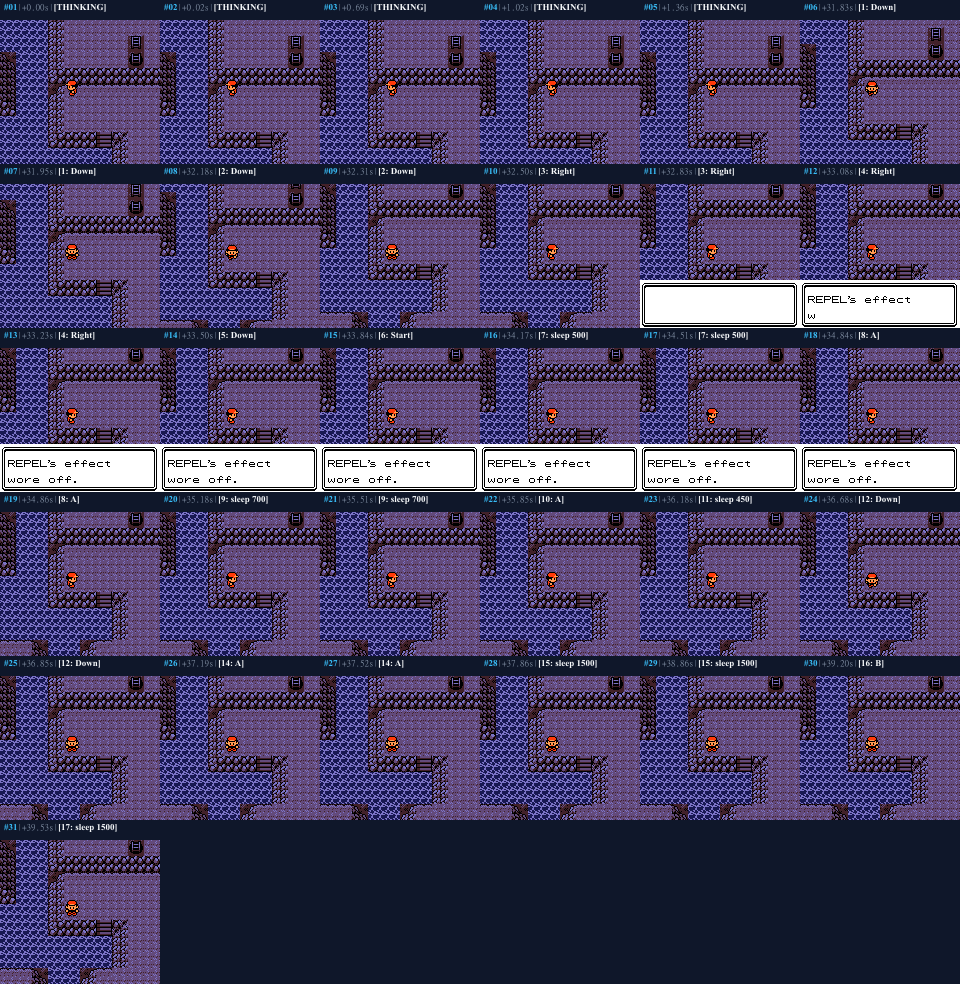 #01|+0.00s|[THINKING]
#02|+0.02s|[THINKING]
#03|+0.69s|[THINKING]
#04|+1.02s|[THINKING]
#05|+1.36s|[THINKING]
#06|+31.83s|[1: Down]
#07|+31.95s|[1: Down]
#08|+32.18s|[2: Down]
#09|+32.31s|[2: Down]
#10|+32.50s|[3: Right]
#11|+32.83s|[3: Right]
#12|+33.08s|[4: Right]
REPEL's effect
w
#13|+33.23s|[4: Right]
#14|+33.50s|[5: Down]
#15|+33.84s|[6: Start]
#16|+34.17s|[7: sleep 500]
#17|+34.51s|[7: sleep 500]
#18|+34.84s|[8: A]
REPEL's effect
wore off.
REPEL's effect
wore off.
REPEL's effect
wore off.
REPEL's effect
wore off.
REPEL's effect
wore off.
REPEL's effect
wore off.
#19|+34.86s|[8: A]
#20|+35.18s|[9: sleep 700]
#21|+35.51s|[9: sleep 700]
#22|+35.85s|[10: A]
#23|+36.18s|[11: sleep 450]
#24|+36.68s|[12: Down]
#25|+36.85s|[12: Down]
#26|+37.19s|[14: A]
#27|+37.52s|[14: A]
#28|+37.86s|[15: sleep 1500]
#29|+38.86s|[15: sleep 1500]
#30|+39.20s|[16: B]
#31|+39.53s|[17: sleep 1500]